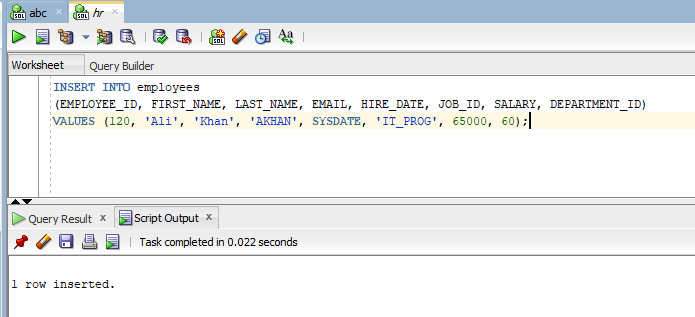 abc
hr
Worksheet Query Builder
INSERT INTO employees
(EMPLOYEE_ID, FIRST_NAME, LAST_NAME, EMAIL, HIRE_DATE, JOB_ID, SALARY, DEPARTMENT_ID)
VALUES (120, 'Ali', 'Khan', 'AKHAN', SYSDATE, 'IT_PROG', 65000, 60);
Query Result x Script Output x
Task completed in 0.022 seconds
1 row inserted.